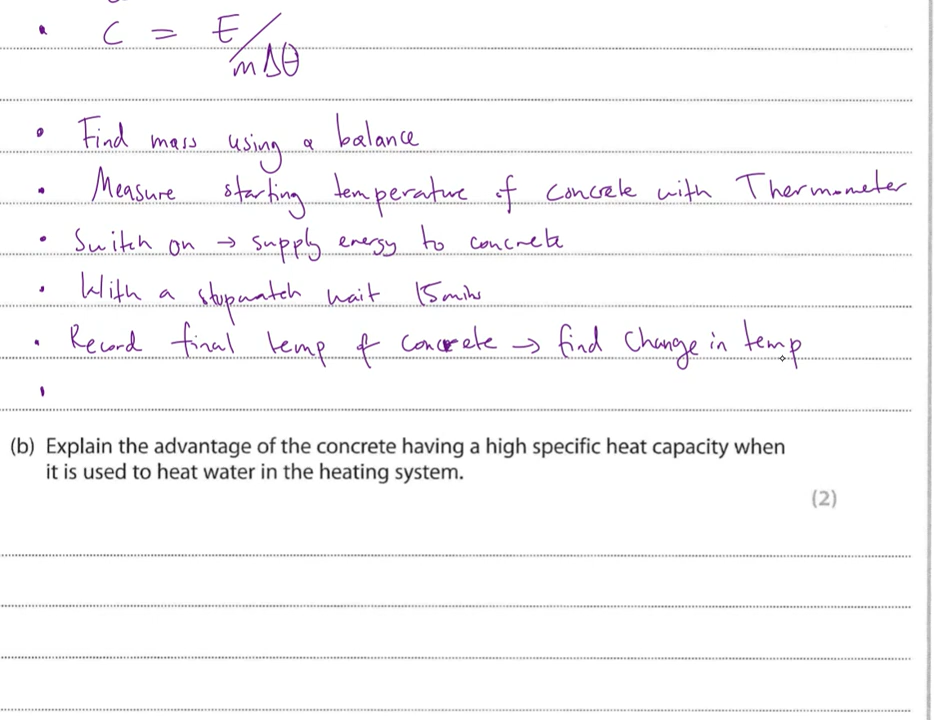 • C = E/mΔθ
• Find mass using a balance
• Measure starting temperature of concrete with Thermometer
• Switch on → supply energy to concrete
• With a stopwatch wait 15mins
• Record final temp of concrete → find Change in temp
•
(b) Explain the advantage of the concrete having a high specific heat capacity when
it is used to heat water in the heating system.
(2)